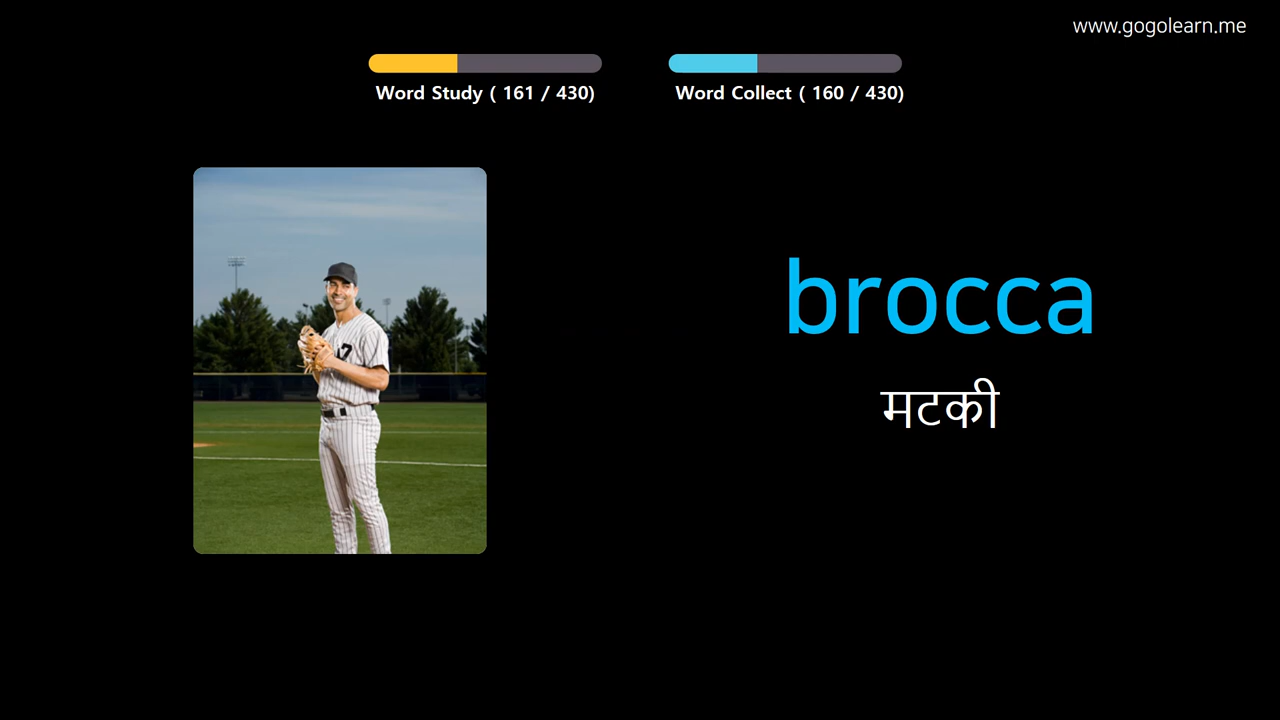 www.gogolearn.me
Word Study ( 161 / 430)
Word Collect ( 160 / 430)
brocca
मटकी